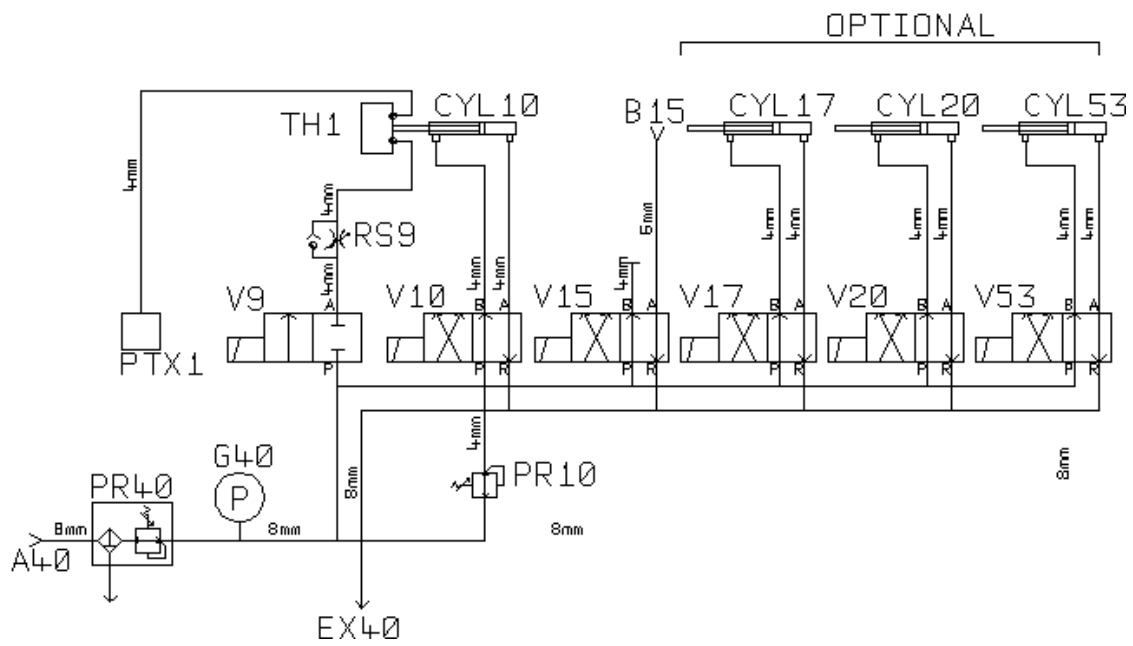 OPTIONAL
TH1
CYL10
B15
CYL17
CYL20
CYL53
4mm
4mm
6mm
4mm
4mm
4mm
4mm
4mm
4mm
RS9
4mm
4mm
4mm
4mm
V9
A
V10
B
A
V15
B
A
V17
B
A
V20
B
A
V53
B
A
PTX1
P
P
R
P
R
P
R
P
R
P
R
4mm
G40
P
PR40
8mm
PR10
8mm
8mm
8mm
8mm
A40
EX40